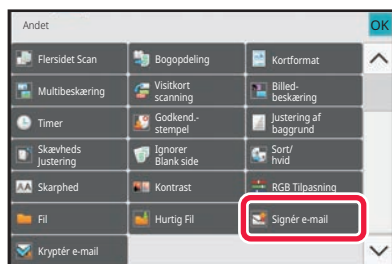 Andet
OK
Flersidet Scan
Bogopdeling
Kortformat
Multibeskæring
Visitkort
scanning
Billed-
beskæring
Timer
Godkend.-
stempel
Justering af
baggrund
Skævheds
Justering
Ignorer
Blank side
Sort/
hvid
Skarphed
Kontrast
RGB Tilpasning
Fil
Hurtig Fil
Signér e-mail
Kryptér e-mail